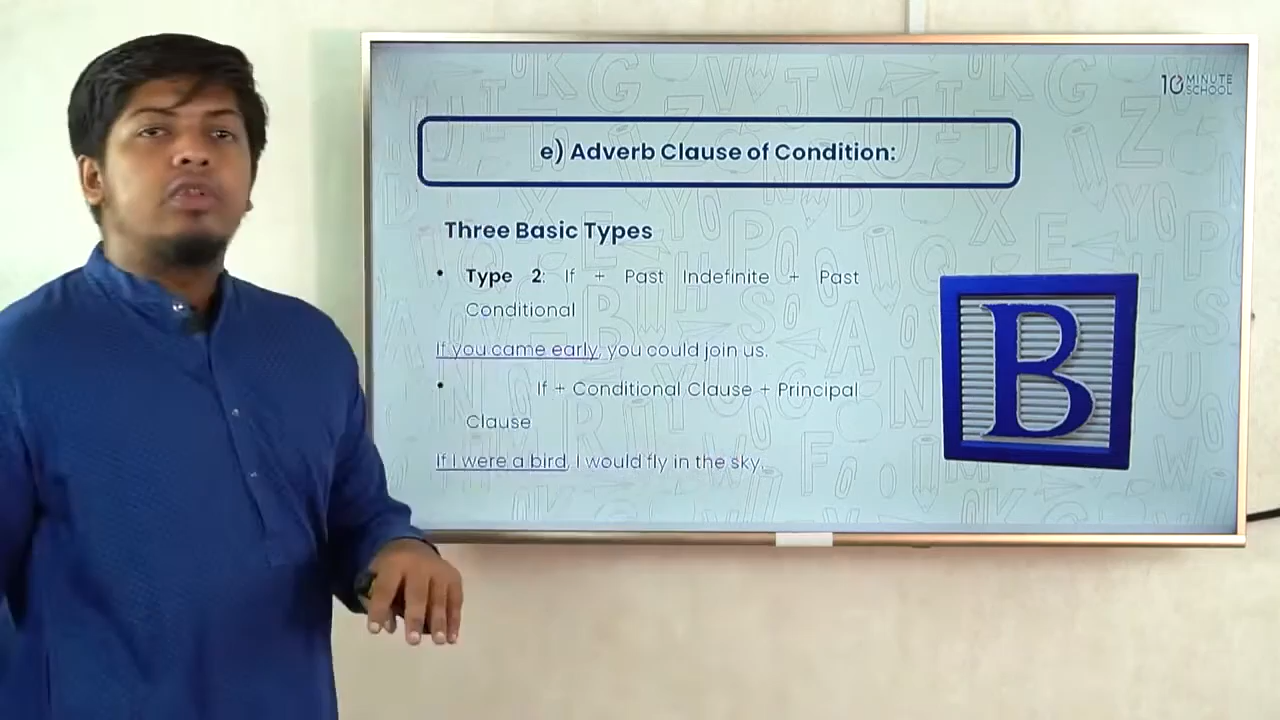 10 MINUTE
SCHOOL
e) Adverb Clause of Condition:
Three Basic Types
• Type 2: If + Past Indefinite + Past
Conditional
If you came early, you could join us.
• If + Conditional Clause + Principal
Clause
If I were a bird, I would fly in the sky.
B